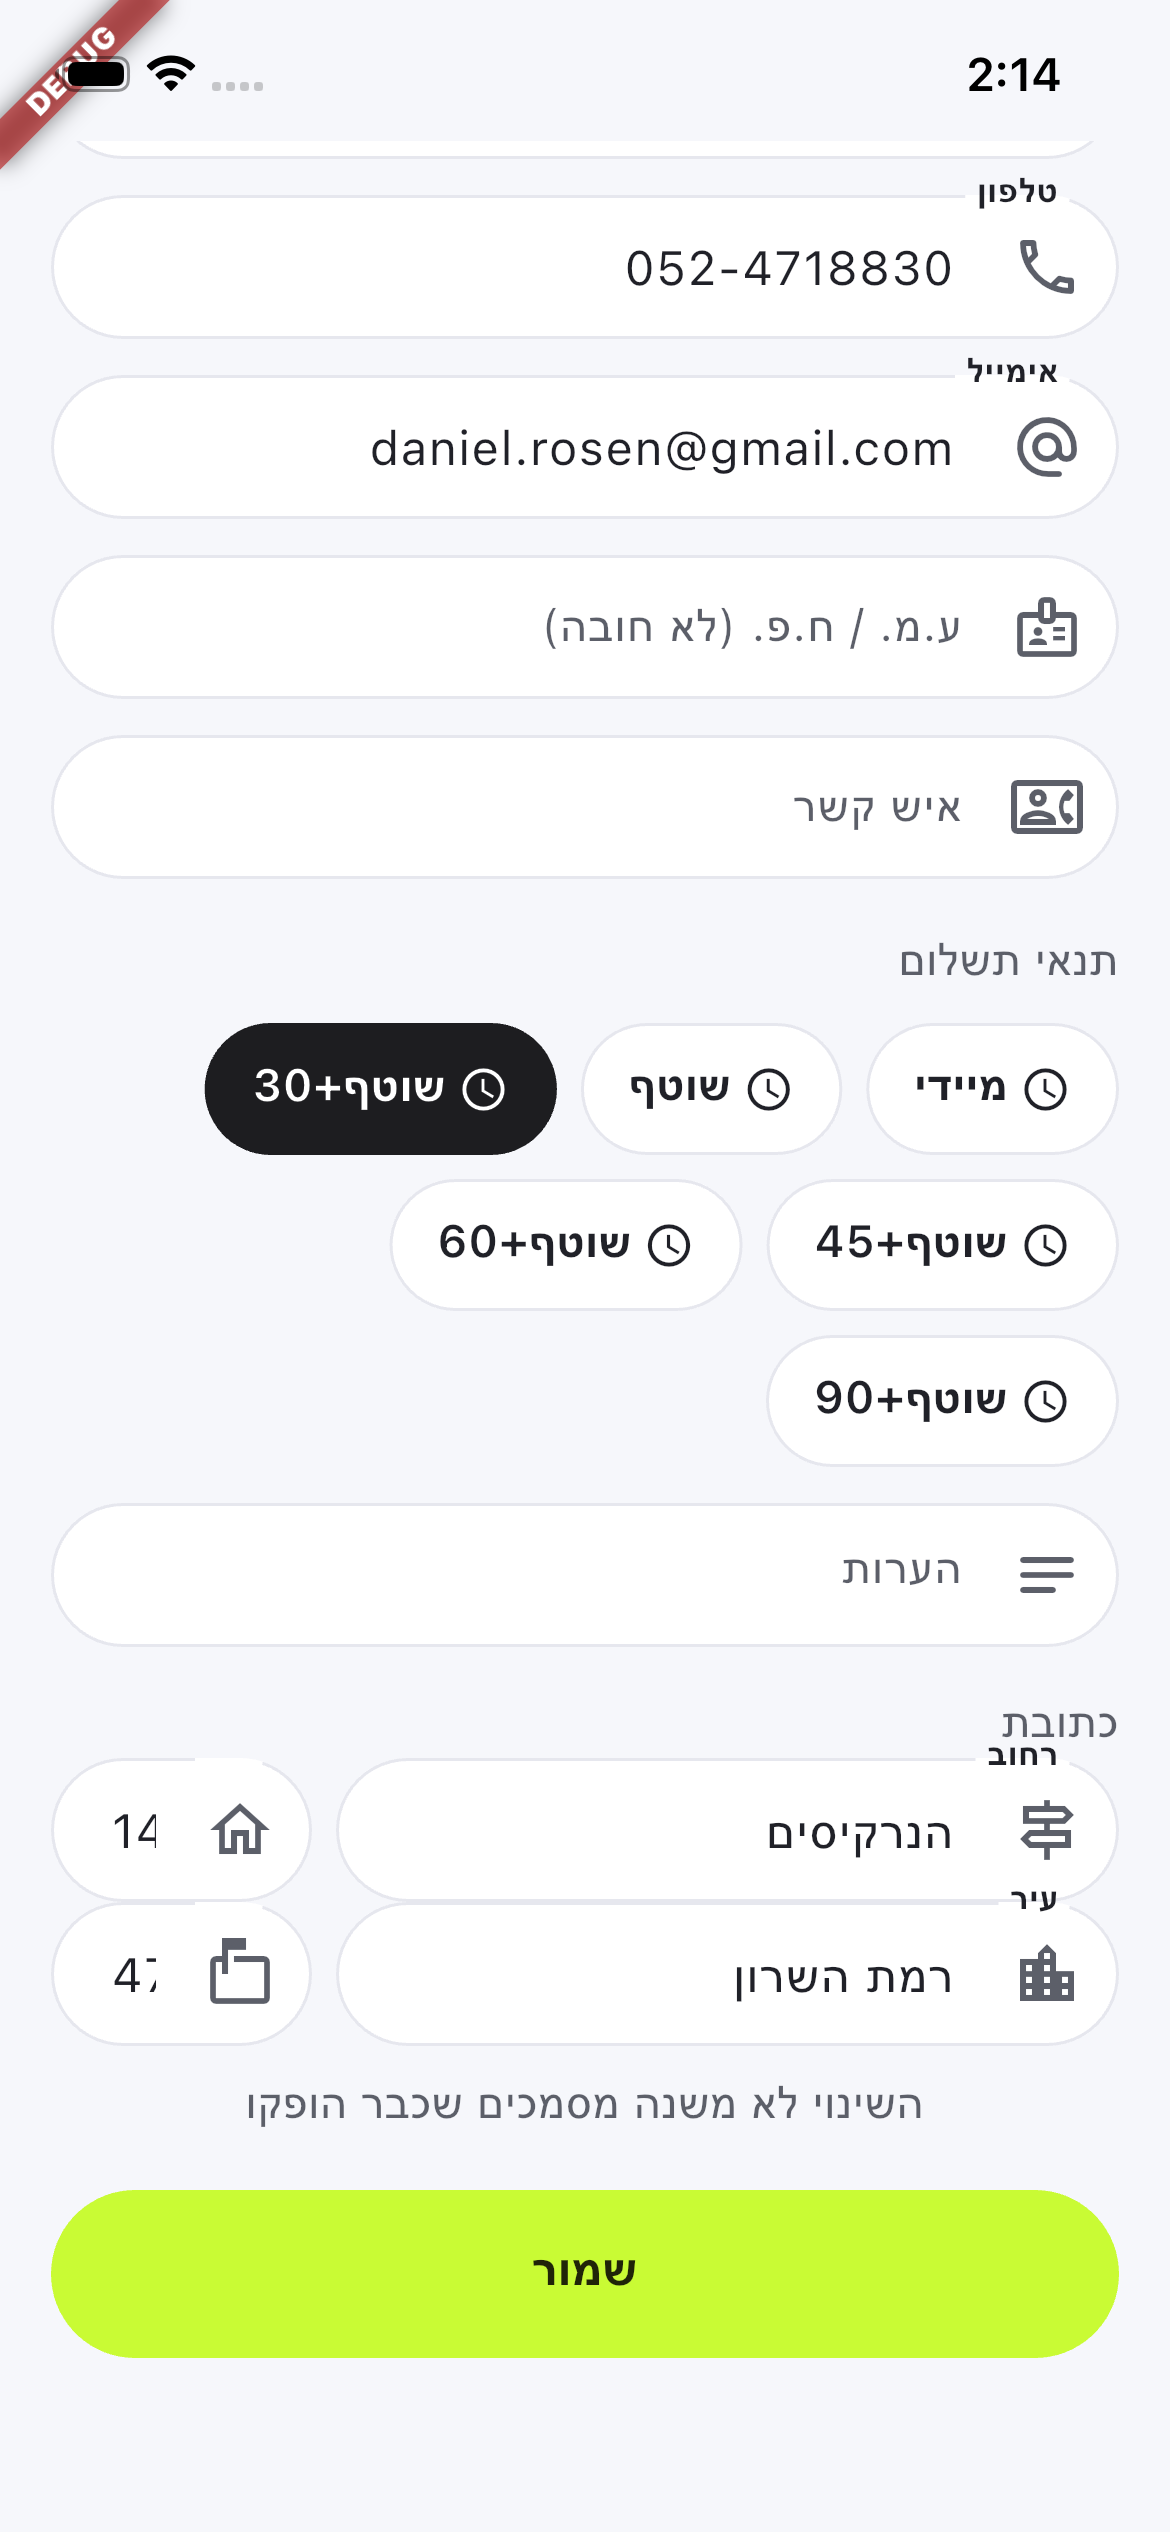 2:14
DEBUG
טלפון
052-4718830
אימייל
daniel.rosen@gmail.com
ע.מ. / ח.פ. (לא חובה)
איש קשר
תנאי תשלום
מיידי
שוטף
שוטף+30
שוטף+45
שוטף+60
שוטף+90
הערות
כתובת
רחוב
הנרקיסים
14
עיר
רמת השרון
47
השינוי לא משנה מסמכים שכבר הופקו
שמור